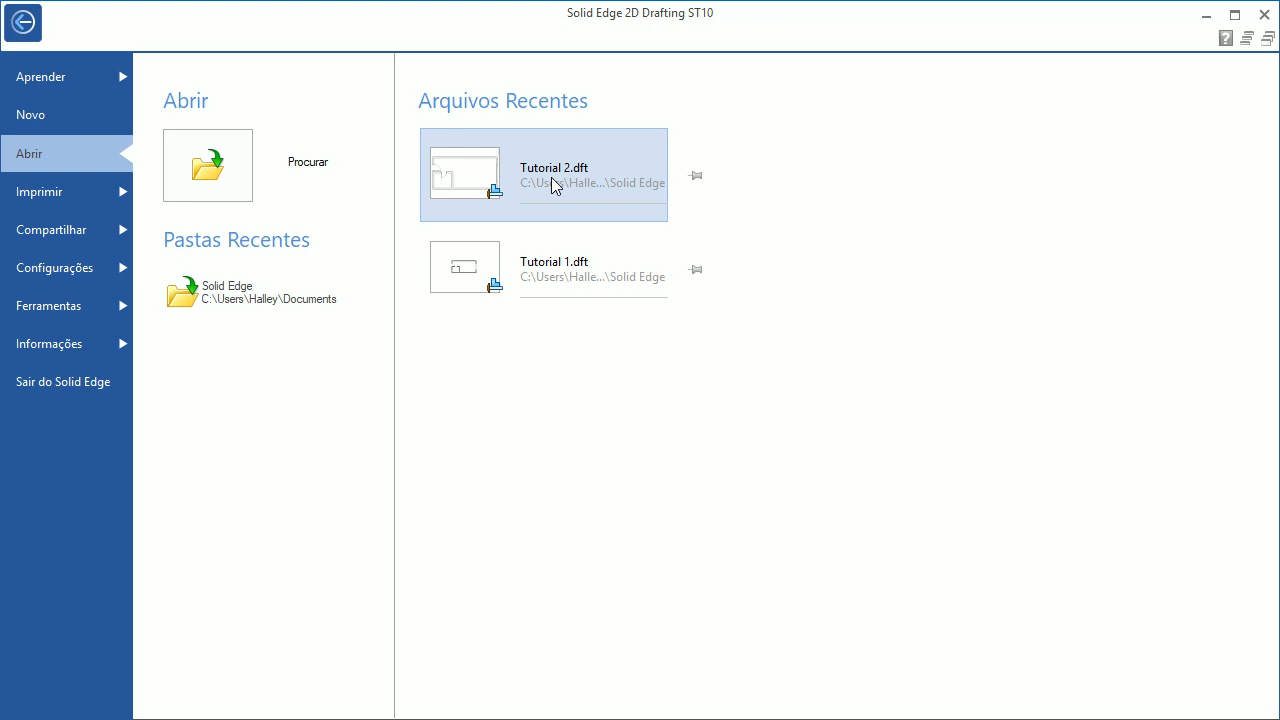 Solid Edge 2D Drafting ST10
Aprender
Novo
Abrir
Imprimir
Compartilhar
Configurações
Ferramentas
Informações
Sair do Solid Edge
Abrir
Procurar
Pastas Recentes
Solid Edge
C:\Users\Halley\Documents
Arquivos Recentes
Tutorial 2.dft
C:\Users\Halle...\Solid Edge
Tutorial 1.dft
C:\Users\Halle...\Solid Edge